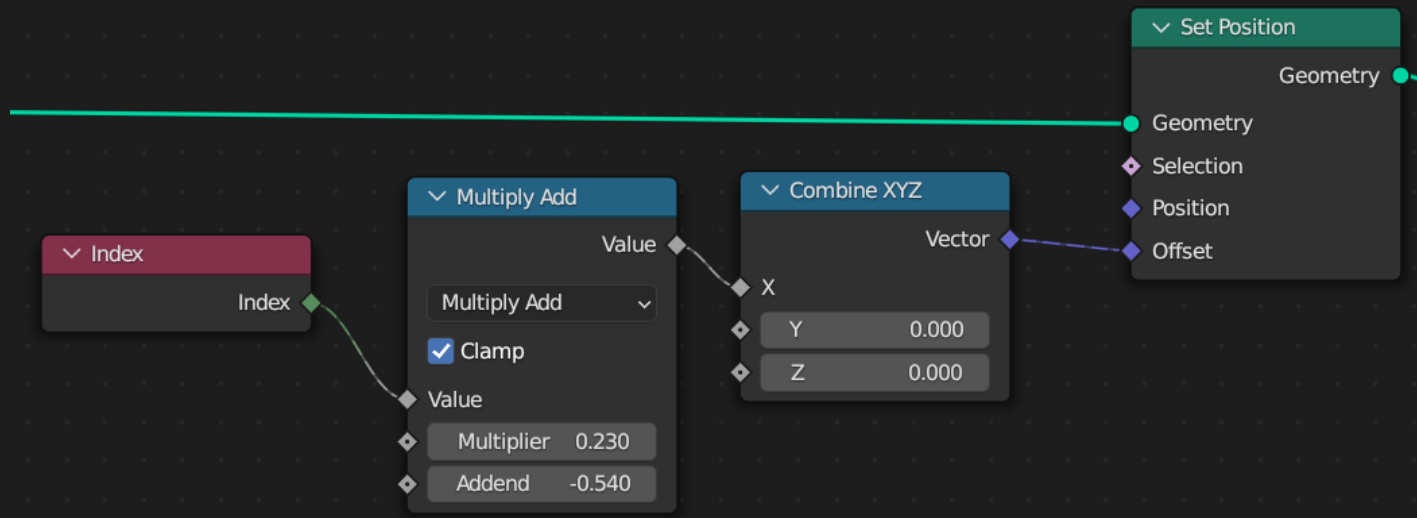 Set Position
Geometry
Geometry
Selection
Position
Offset
Index
Index
Multiply Add
Value
Multiply Add
Clamp
Value
Multiplier 0.230
Addend -0.540
Combine XYZ
Vector
X
Y 0.000
Z 0.000